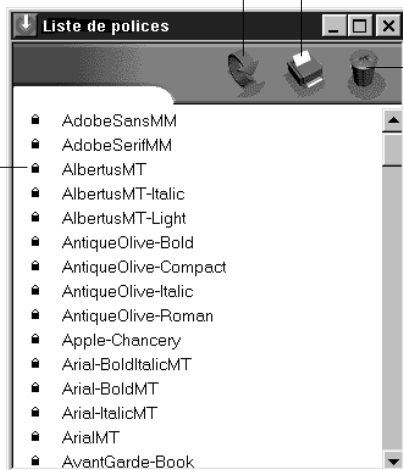 Liste de polices
AdobeSansMM
AdobeSerifMM
AlbertusMT
AlbertusMT-Italic
AlbertusMT-Light
AntiqueOlive-Bold
AntiqueOlive-Compact
AntiqueOlive-Italic
AntiqueOlive-Roman
Apple-Chancery
Arial-BoldItalicMT
Arial-BoldMT
Arial-ItalicMT
ArialMT
AvantGarde-Book